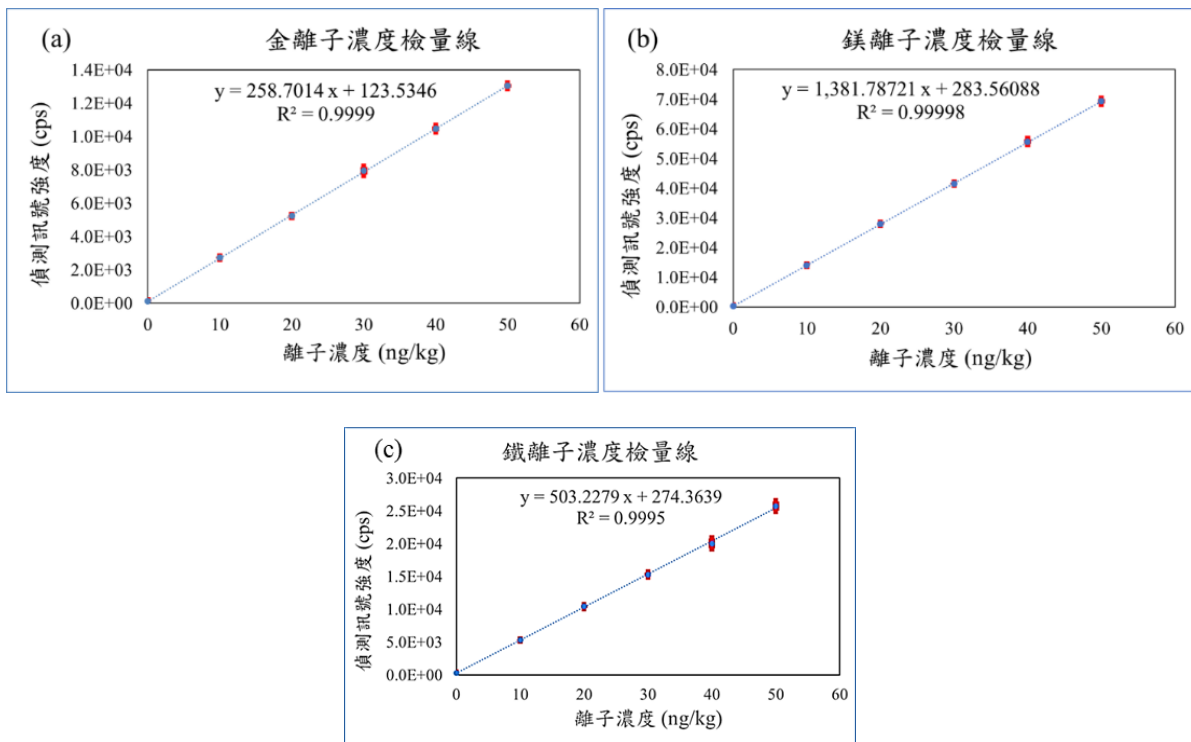 (a)
金離子濃度檢量線
y = 258.7014 x + 123.5346
R² = 0.9999
偵測訊號強度 (cps)
1.4E+04
1.2E+04
1.0E+04
8.0E+03
6.0E+03
4.0E+03
2.0E+03
0.0E+00
0 10 20 30 40 50 60
離子濃度 (ng/kg)
(b)
鎂離子濃度檢量線
y = 1,381.78721 x + 283.56088
R² = 0.99998
偵測訊號強度 (cps)
8.0E+04
7.0E+04
6.0E+04
5.0E+04
4.0E+04
3.0E+04
2.0E+04
1.0E+04
0.0E+00
0 10 20 30 40 50 60
離子濃度 (ng/kg)
(c)
鐵離子濃度檢量線
y = 503.2279 x + 274.3639
R² = 0.9995
偵測訊號強度 (cps)
3.0E+04
2.5E+04
2.0E+04
1.5E+04
1.0E+04
5.0E+03
0.0E+00
0 10 20 30 40 50 60
離子濃度 (ng/kg)